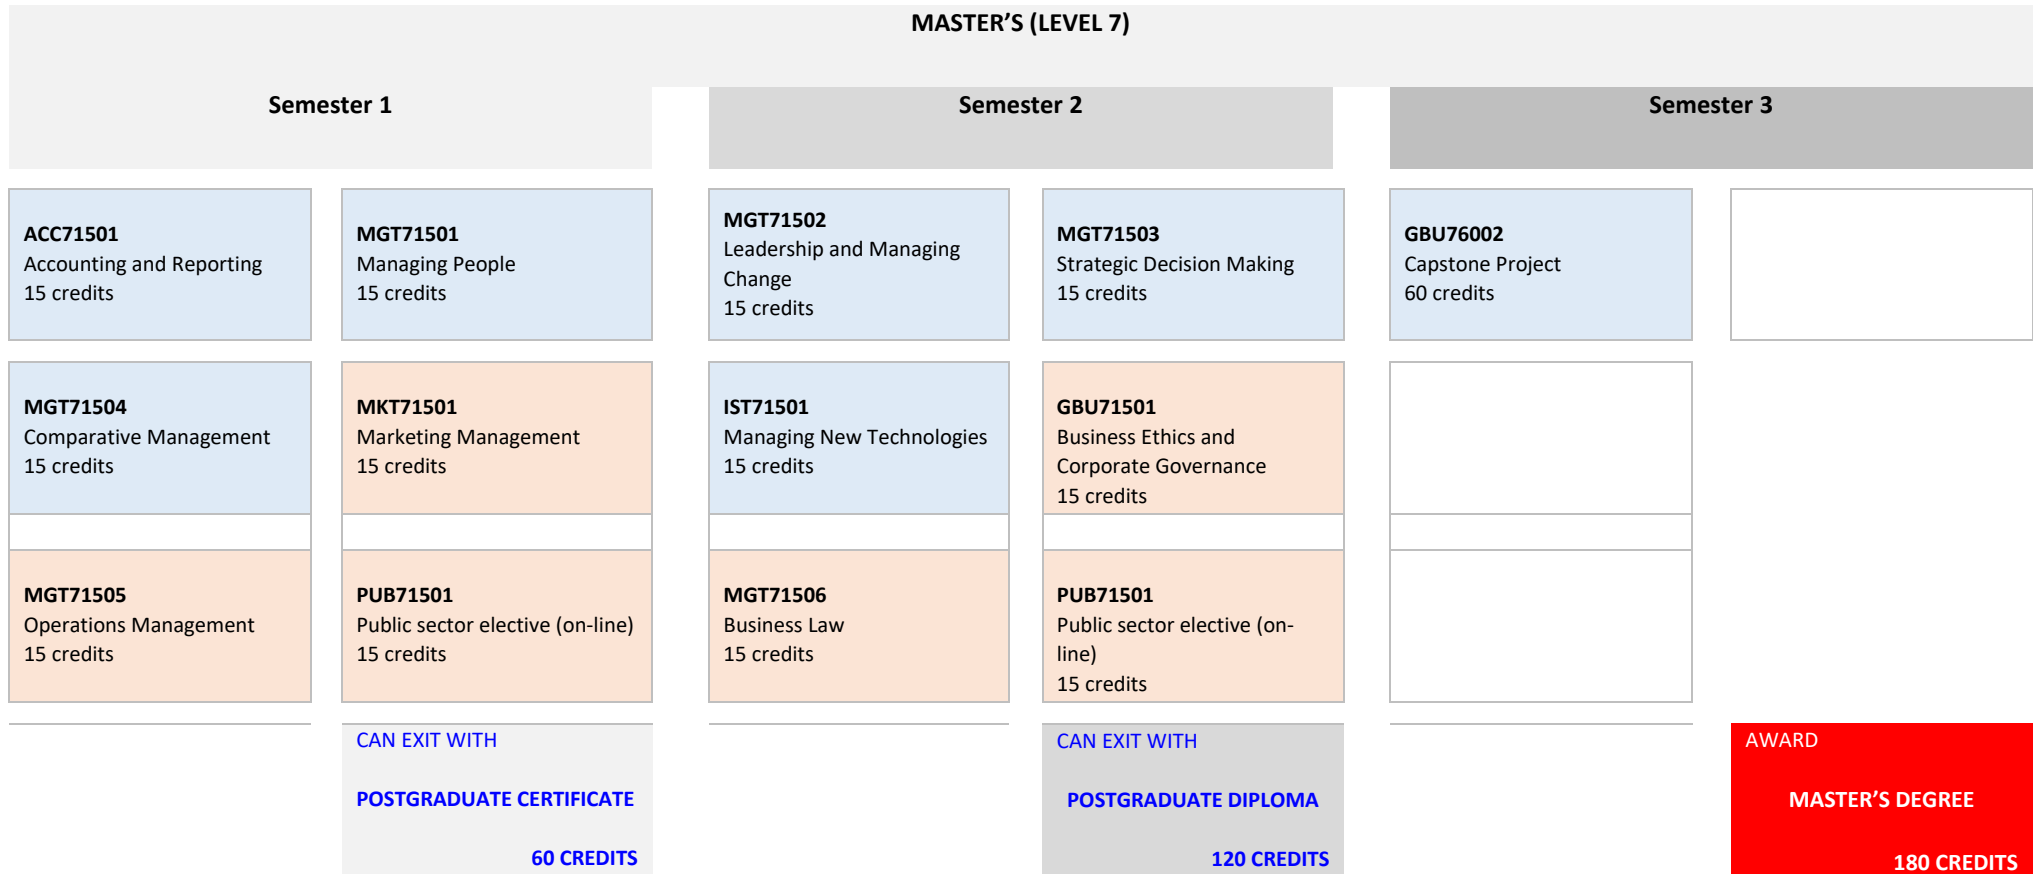 MASTER’S (LEVEL 7)
Semester 1
Semester 2
Semester 3
ACC71501
Accounting and Reporting
15 credits
MGT71501
Managing People
15 credits
MGT71502
Leadership and Managing
Change
15 credits
MGT71503
Strategic Decision Making
15 credits
GBU76002
Capstone Project
60 credits
MGT71504
Comparative Management
15 credits
MKT71501
Marketing Management
15 credits
IST71501
Managing New Technologies
15 credits
GBU71501
Business Ethics and
Corporate Governance
15 credits
MGT71505
Operations Management
15 credits
PUB71501
Public sector elective (on-line)
15 credits
MGT71506
Business Law
15 credits
PUB71501
Public sector elective (on-
line)
15 credits
CAN EXIT WITH
POSTGRADUATE CERTIFICATE
60 CREDITS
CAN EXIT WITH
POSTGRADUATE DIPLOMA
120 CREDITS
AWARD
MASTER’S DEGREE
180 CREDITS